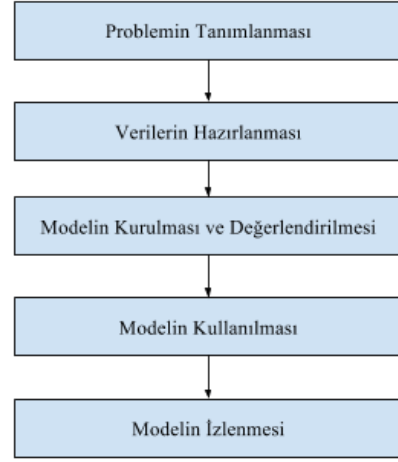 Problemin Tanımlanması
Verilerin Hazırlanması
Modelin Kurulması ve Değerlendirilmesi
Modelin Kullanılması
Modelin İzlenmesi